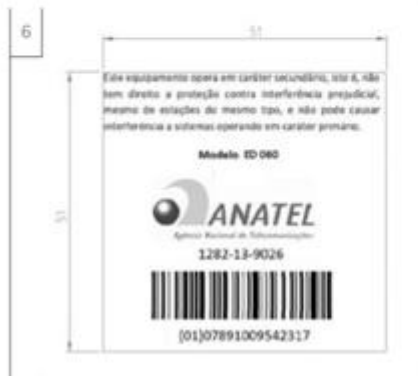 6
51
Este equipamento opera em caráter secundário, isto é, não
tem direito a proteção contra interferência prejudicial,
mesmo de estações do mesmo tipo, e não pode causar
interferência a sistemas operando em caráter primário.
Modelo ED 060
51
ANATEL
Agência Nacional de Telecomunicações
1282-13-9026
(01)07891009542317